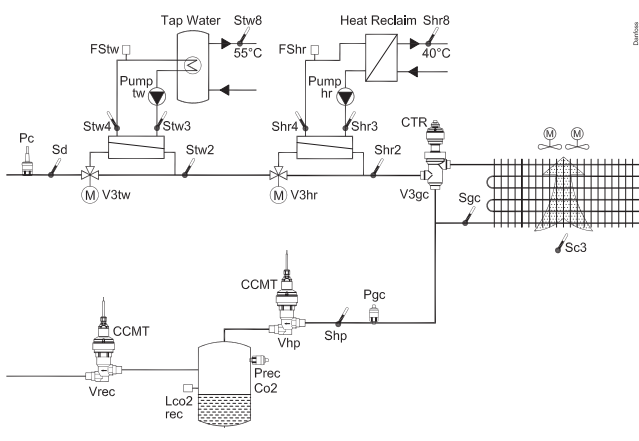 Tap Water
Stw8
FStw
55°C
Pump
tw
Heat Reclaim
Shr8
FShr
40°C
Pump
hr
Danfoss
Pc
Sd
Stw4
Stw3
Stw2
M
V3tw
Shr4
Shr3
Shr2
M
V3hr
CTR
V3gc
M
M
Sgc
Sc3
CCMT
Vhp
Shp
Pgc
CCMT
Vrec
Prec
Co2
Lco2
rec